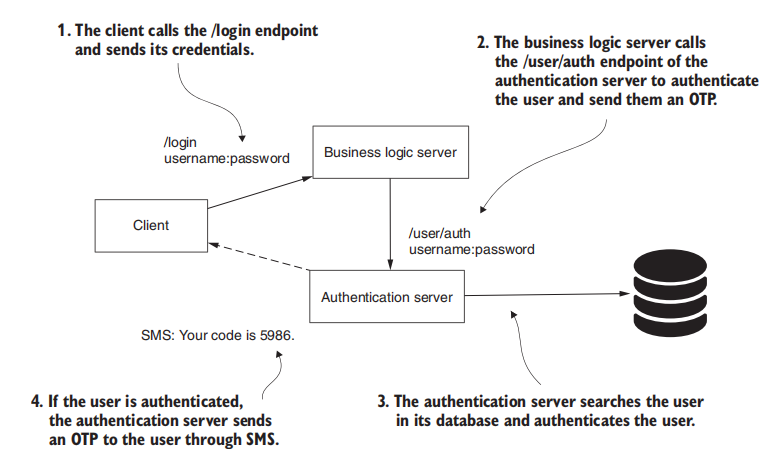 1. The client calls the /login endpoint
and sends its credentials.
2. The business logic server calls
the /user/auth endpoint of the
authentication server to authenticate
the user and send them an OTP.
/login
username:password
Business logic server
Client
/user/auth
username:password
Authentication server
SMS: Your code is 5986.
4. If the user is authenticated,
the authentication server sends
an OTP to the user through SMS.
3. The authentication server searches the user
in its database and authenticates the user.